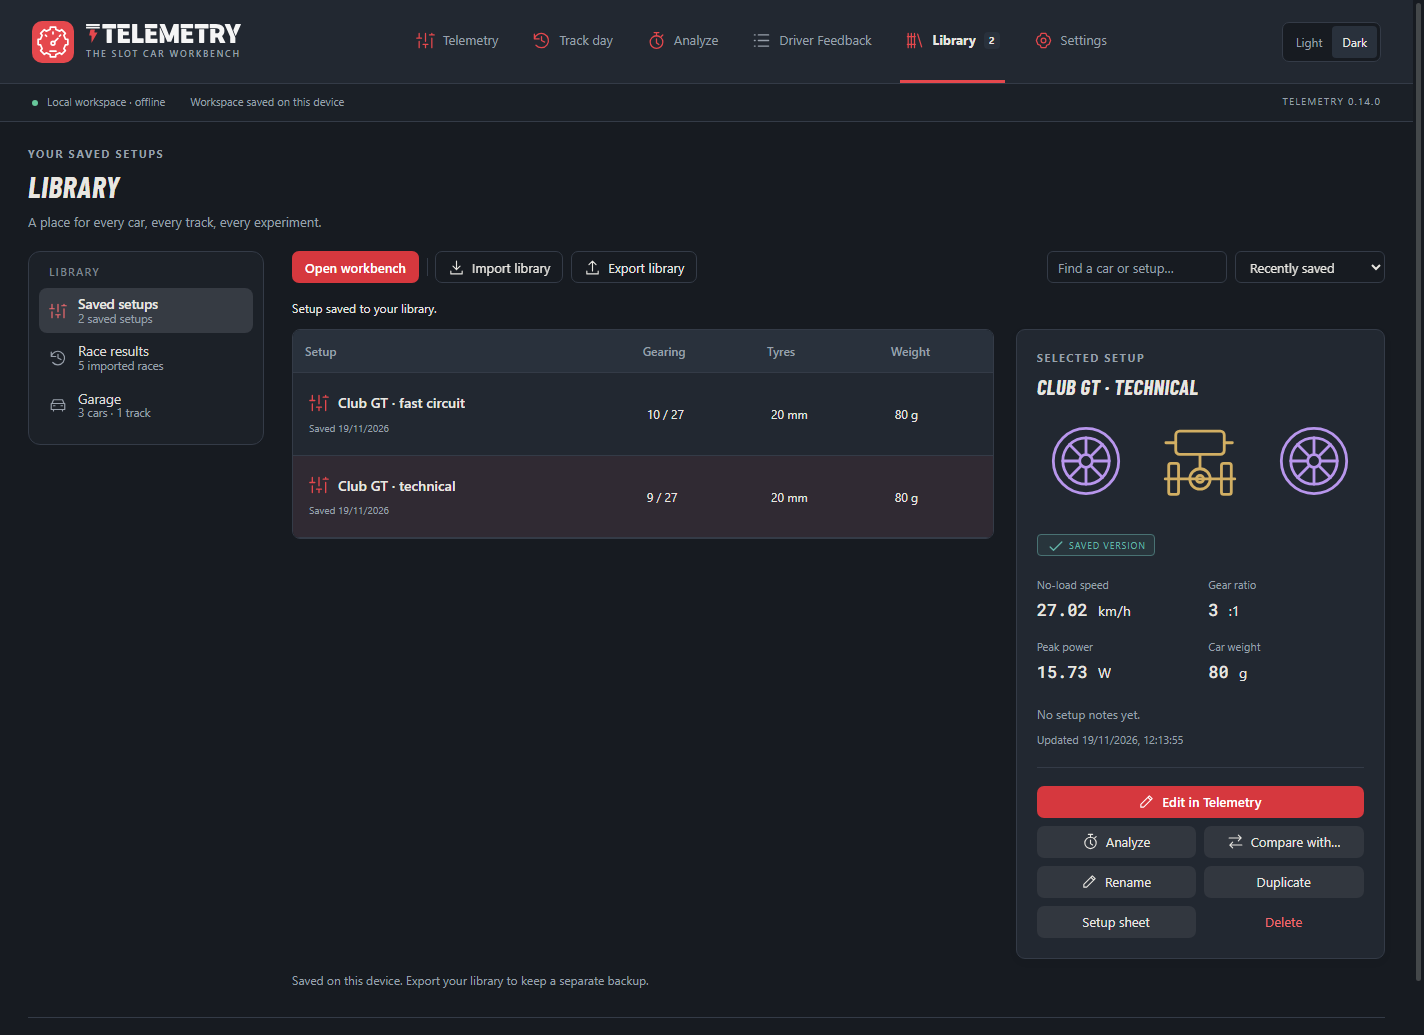 TELEMETRY
THE SLOT CAR WORKBENCH
Telemetry
Track day
Analyze
Driver Feedback
Library 2
Settings
Light
Dark
Local workspace · offline
Workspace saved on this device
TELEMETRY 0.14.0
YOUR SAVED SETUPS
LIBRARY
A place for every car, every track, every experiment.
LIBRARY
Saved setups
2 saved setups
Race results
5 imported races
Garage
3 cars · 1 track
Open workbench
Import library
Export library
Find a car or setup...
Recently saved
Setup saved to your library.
Setup Gearing Tyres Weight
Club GT · fast circuit
Saved 19/11/2026
10 / 27
20 mm
80 g
Club GT · technical
Saved 19/11/2026
9 / 27
20 mm
80 g
SELECTED SETUP
CLUB GT · TECHNICAL
SAVED VERSION
No-load speed
27.02 km/h
Gear ratio
3 :1
Peak power
15.73 W
Car weight
80 g
No setup notes yet.
Updated 19/11/2026, 12:13:55
Edit in Telemetry
Analyze
Compare with...
Rename
Duplicate
Setup sheet
Delete
Saved on this device. Export your library to keep a separate backup.